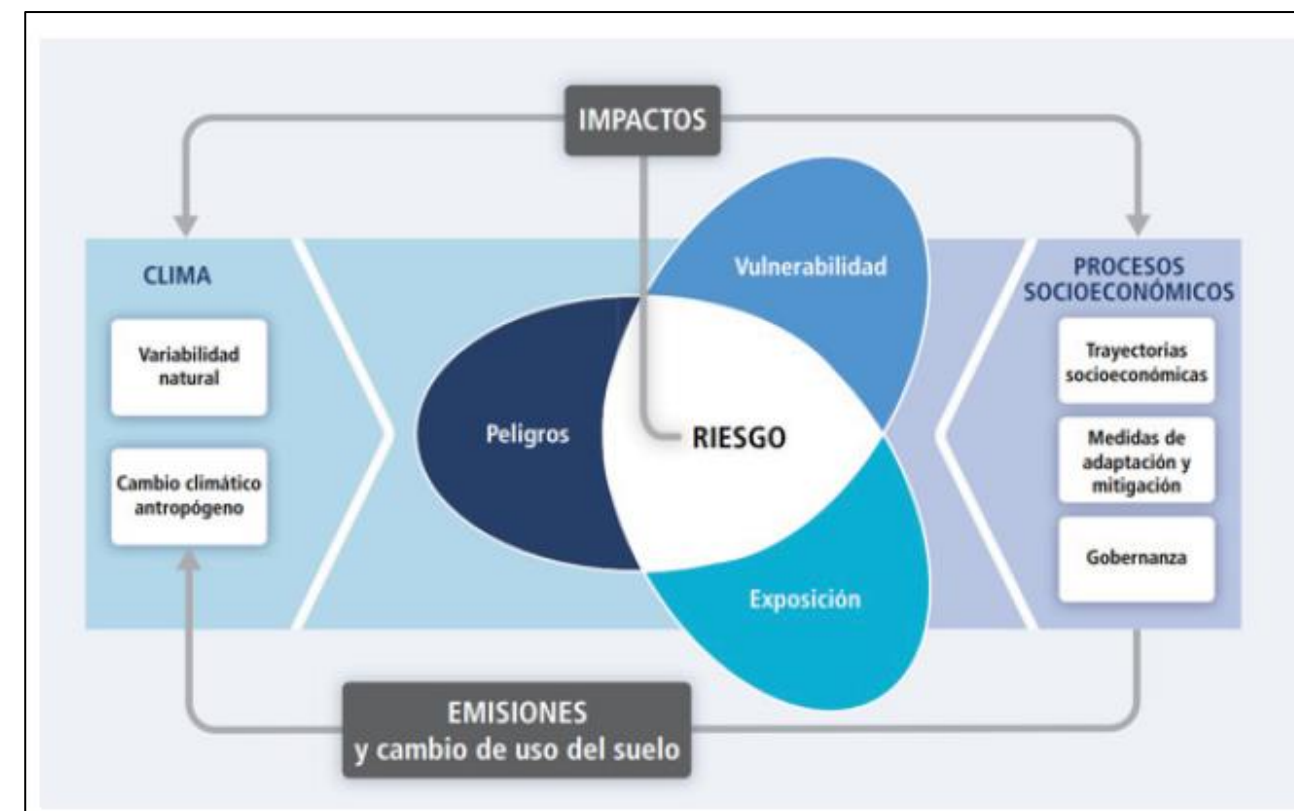 IMPACTOS
CLIMA
Variabilidad
natural
Cambio climático
antropógeno
Peligros
RIESGO
Vulnerabilidad
Exposición
PROCESOS
SOCIOECONÓMICOS
Trayectorias
socioeconómicas
Medidas de
adaptación y
mitigación
Gobernanza
EMISIONES
y cambio de uso del suelo